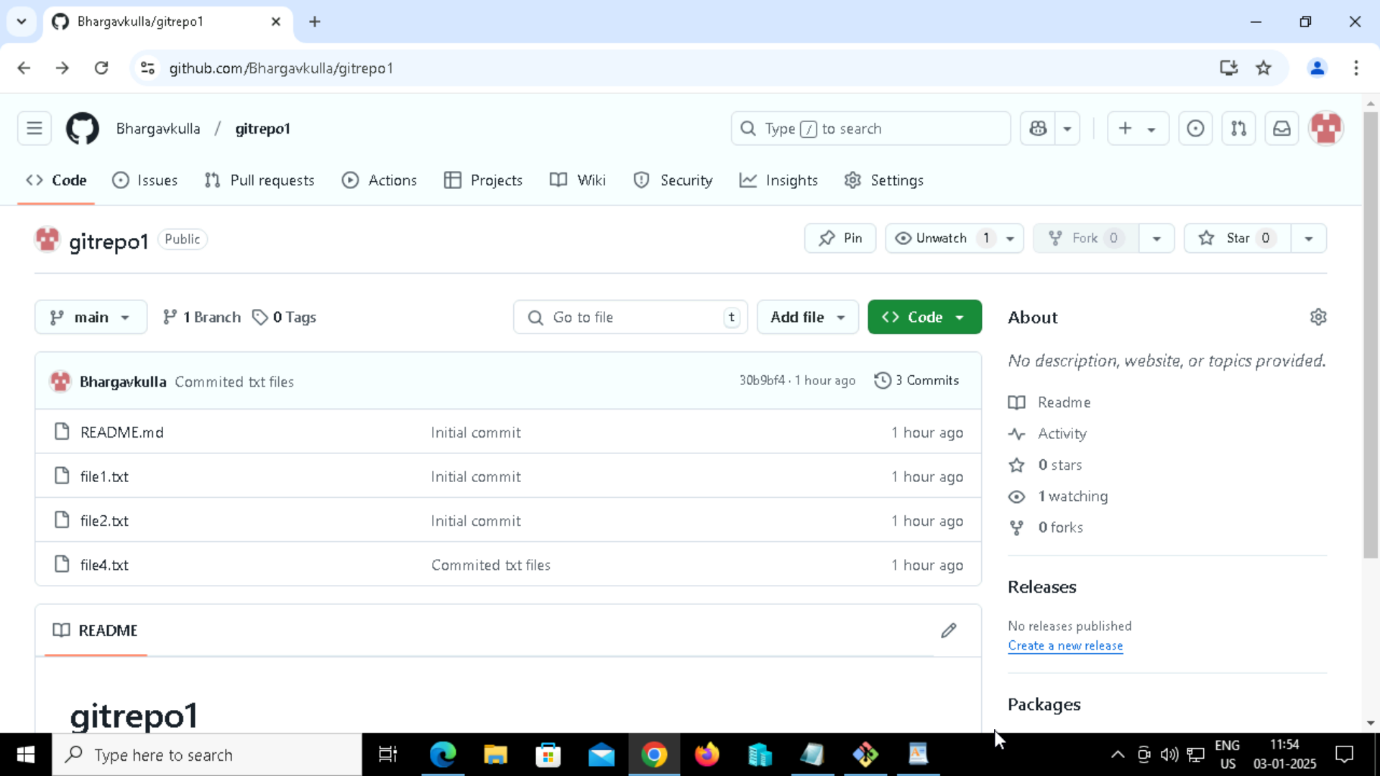 Bhargavkulla/gitrepo1
github.com/Bhargavkulla/gitrepo1
Bhargavkulla / gitrepo1
Type / to search
Code Issues Pull requests Actions Projects Wiki Security Insights Settings
gitrepo1 Public
Pin Unwatch 1 Fork 0 Star 0
main 1 Branch 0 Tags Go to file t Add file Code
Bhargavkulla Commited txt files 30b9bf4 · 1 hour ago 3 Commits
README.md Initial commit 1 hour ago
file1.txt Initial commit 1 hour ago
file2.txt Initial commit 1 hour ago
file4.txt Commited txt files 1 hour ago
README
gitrepo1
About
No description, website, or topics provided.
Readme
Activity
0 stars
1 watching
0 forks
Releases
No releases published
Create a new release
Packages
Type here to search
ENG
US
11:54
03-01-2025